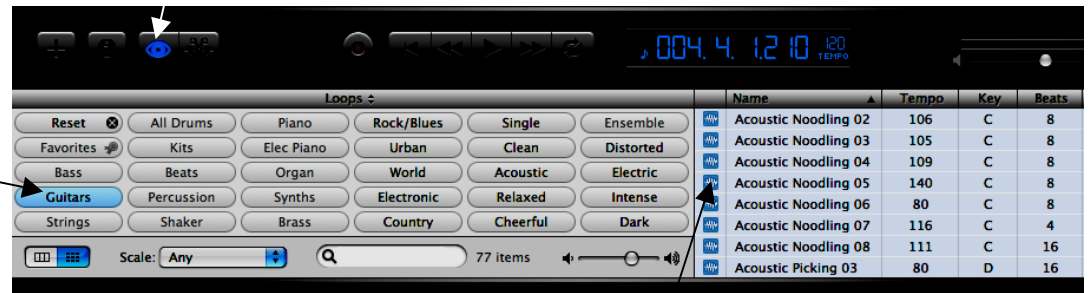 004. 4. 1.210 120
TEMPO
Loops
Name Tempo Key Beats
Reset All Drums Piano Rock/Blues Single Ensemble
Favorites Kits Elec Piano Urban Clean Distorted
Bass Beats Organ World Acoustic Electric
Guitars Percussion Synths Electronic Relaxed Intense
Strings Shaker Brass Country Cheerful Dark
Scale: Any 77 items
Acoustic Noodling 02 106 C 8
Acoustic Noodling 03 105 C 8
Acoustic Noodling 04 109 C 8
Acoustic Noodling 05 140 C 8
Acoustic Noodling 06 80 C 8
Acoustic Noodling 07 116 C 4
Acoustic Noodling 08 111 C 16
Acoustic Picking 03 80 D 16